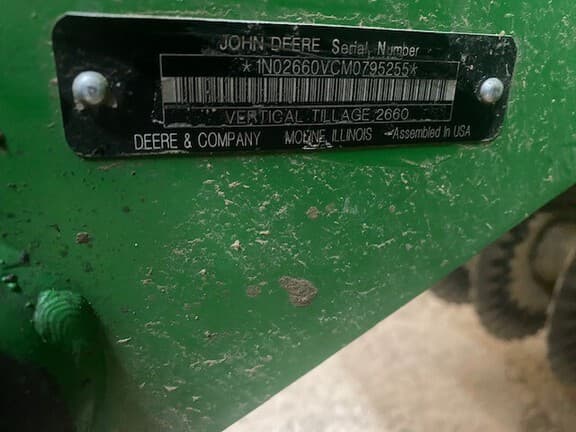 JOHN DEERE Serial Number
*1N02660VCM0795255*
VERTICAL TILLAGE 2660
DEERE & COMPANY MOLINE, ILLINOIS Assembled in USA